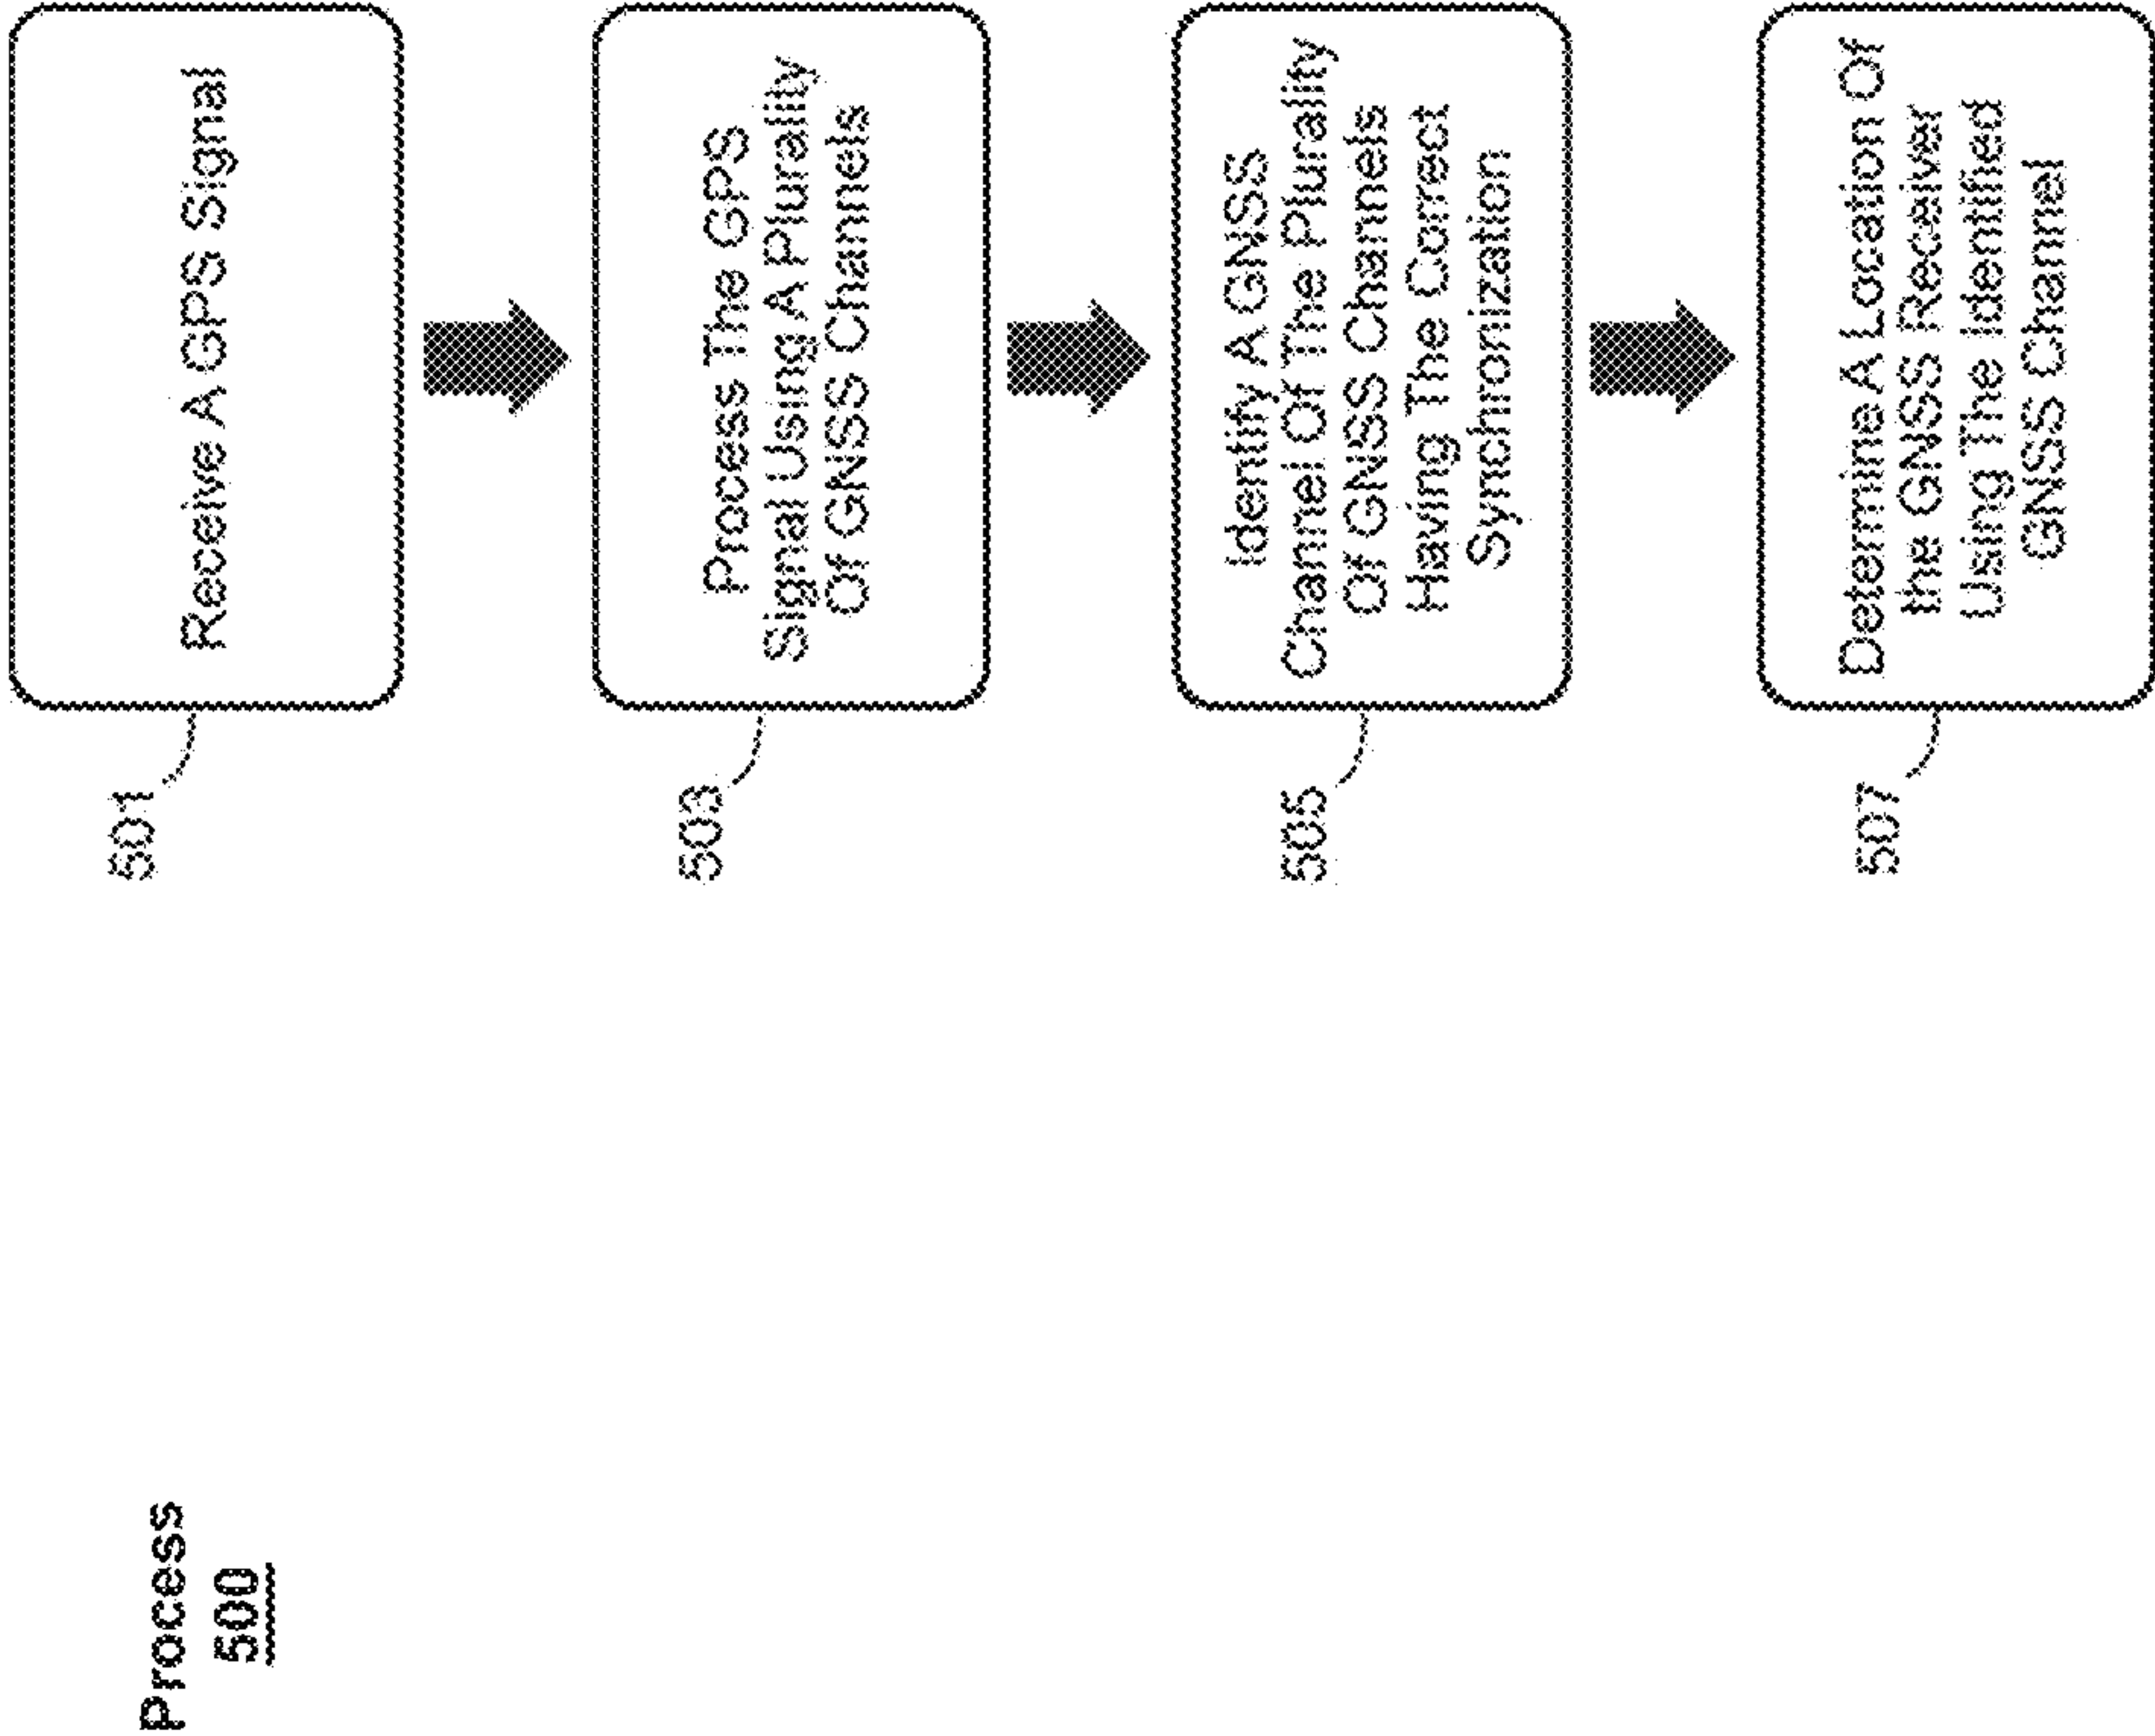 Process
500
501
Receive A GPS Signal
503
Process The GPS
Signal Using A Plurality
Of GNSS Channels
505
Identify A GNSS
Channel Of The Plurality
Of GNSS Channels
Having The Correct
Synchronization
507
Determine A Location Of
the GNSS Receiver
Using The Identified
GNSS Channel